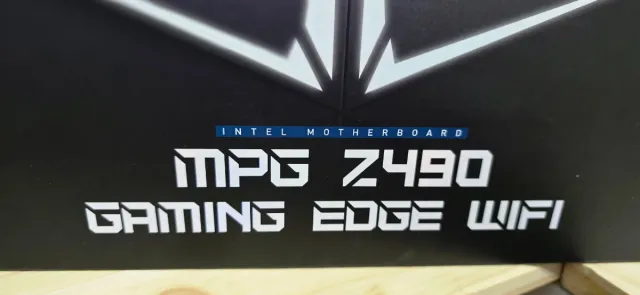 INTEL MOTHERBOARD
MPG Z490
GAMING EDGE WIFI